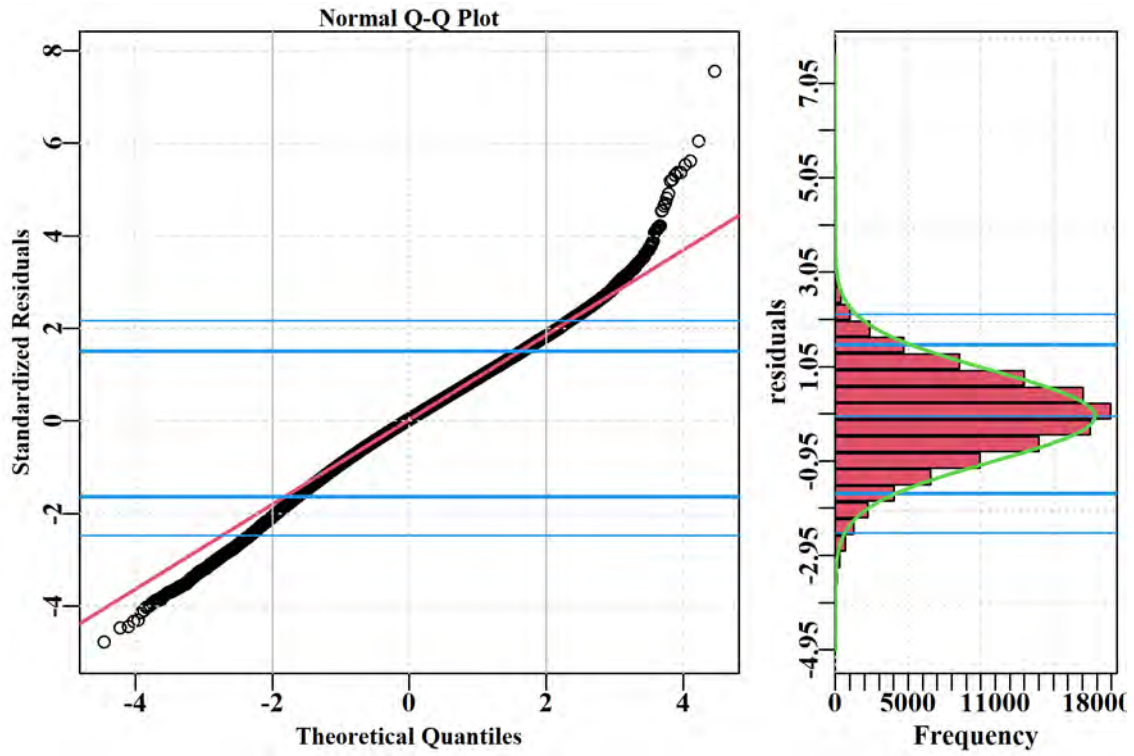 Normal Q-Q Plot
8
6
4
2
0
-2
-4
Standardized Residuals
-4 -2 0 2 4
Theoretical Quantiles
7.05
5.05
3.05
1.05
-0.95
-2.95
-4.95
residuals
0 5000 11000 18000
Frequency